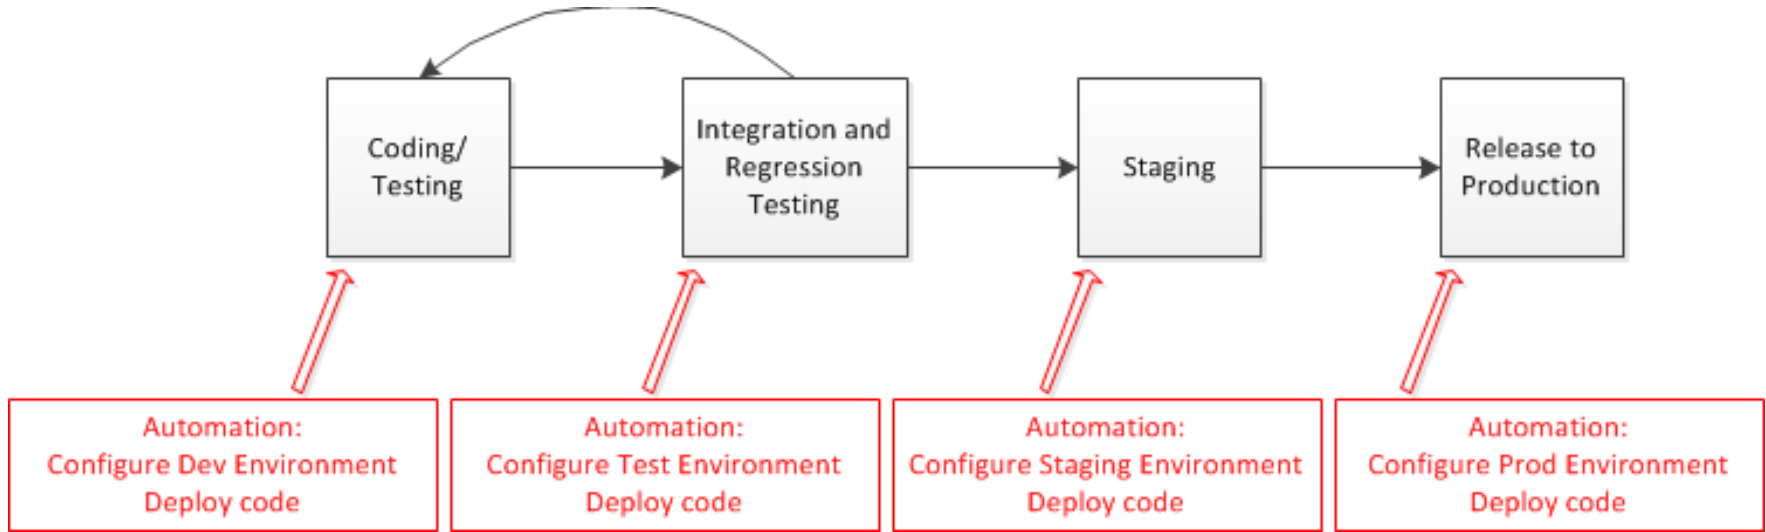 Coding/
Testing
Integration and
Regression
Testing
Staging
Release to
Production
Automation:
Configure Dev Environment
Deploy code
Automation:
Configure Test Environment
Deploy code
Automation:
Configure Staging Environment
Deploy code
Automation:
Configure Prod Environment
Deploy code